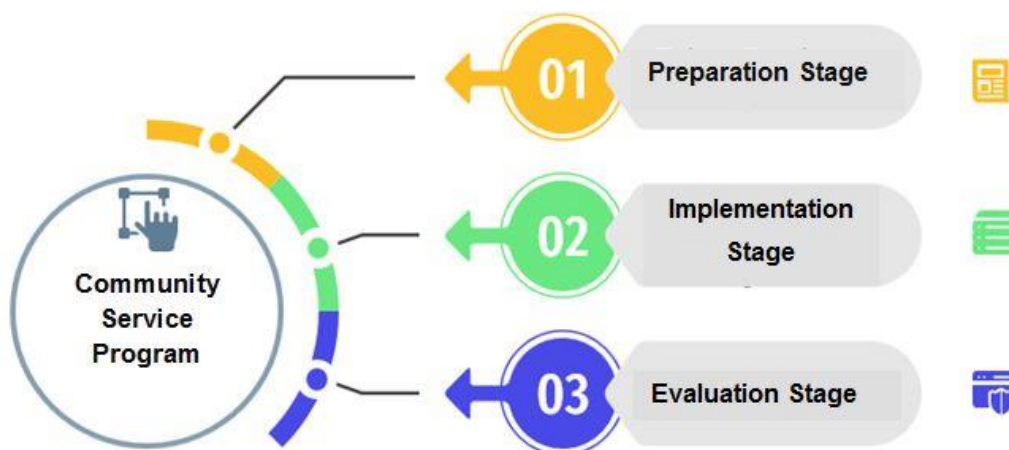 Community
Service
Program
01
Preparation Stage
02
Implementation
Stage
03
Evaluation Stage